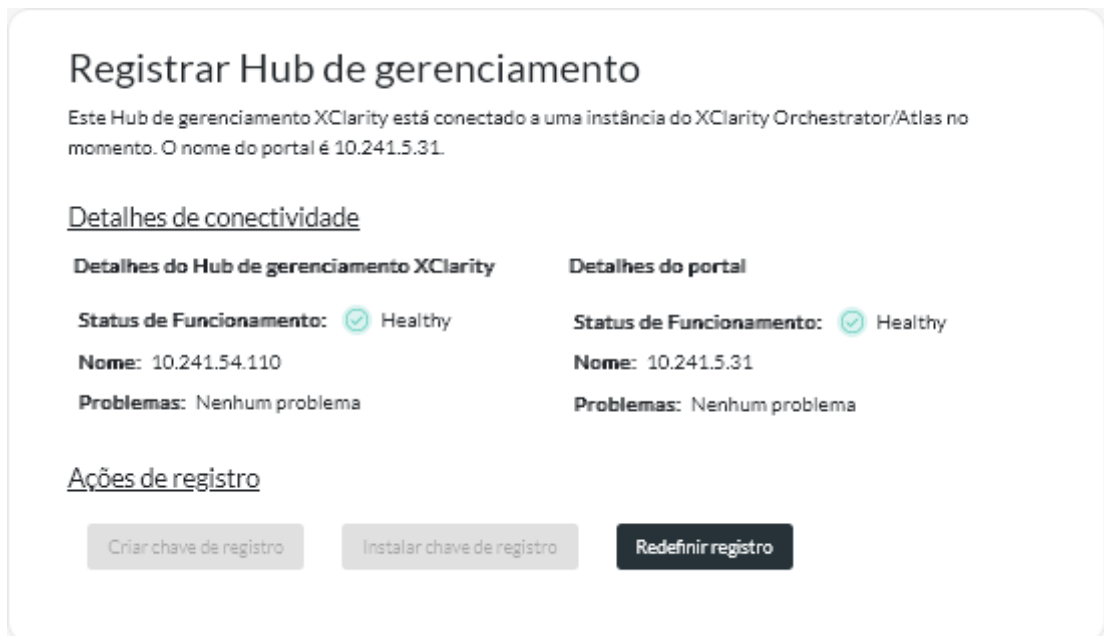 Registrar Hub de gerenciamento
Este Hub de gerenciamento XClarity está conectado a uma instância do XClarity Orchestrator/Atlas no
momento. O nome do portal é 10.241.5.31.
Detalhes de conectividade
Detalhes do Hub de gerenciamento XClarity
Detalhes do portal
Status de Funcionamento: Healthy
Status de Funcionamento: Healthy
Nome: 10.241.54.110
Nome: 10.241.5.31
Problemas: Nenhum problema
Problemas: Nenhum problema
Ações de registro
Criar chave de registro
Instalar chave de registro
Redefinir registro